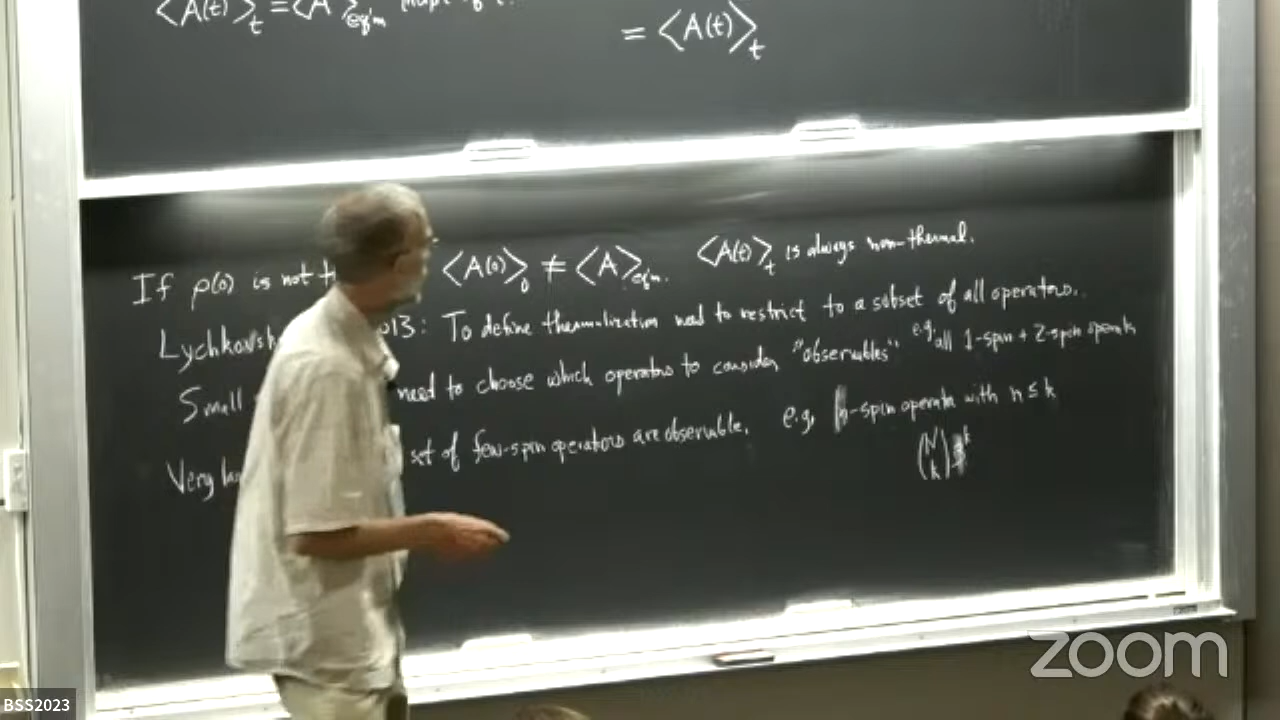 ⟨A(t)⟩_t = ⟨A⟩_eq'm
= ⟨A(t)⟩_t
If ρ(0) is not ⟨A(0)⟩_0 ≠ ⟨A⟩_eq'm. ⟨A(t)⟩_t is always non-thermal.
2013: To define thermalization need to restrict to a subset of all operators.
Small need to choose which operators to consider "observables" e.g. all 1-spin + 2-spin operators
Very set of few-spin operators are observable, e.g. n-spin operators with n ≤ k
(N k) 3^k
zoom
BSS2023